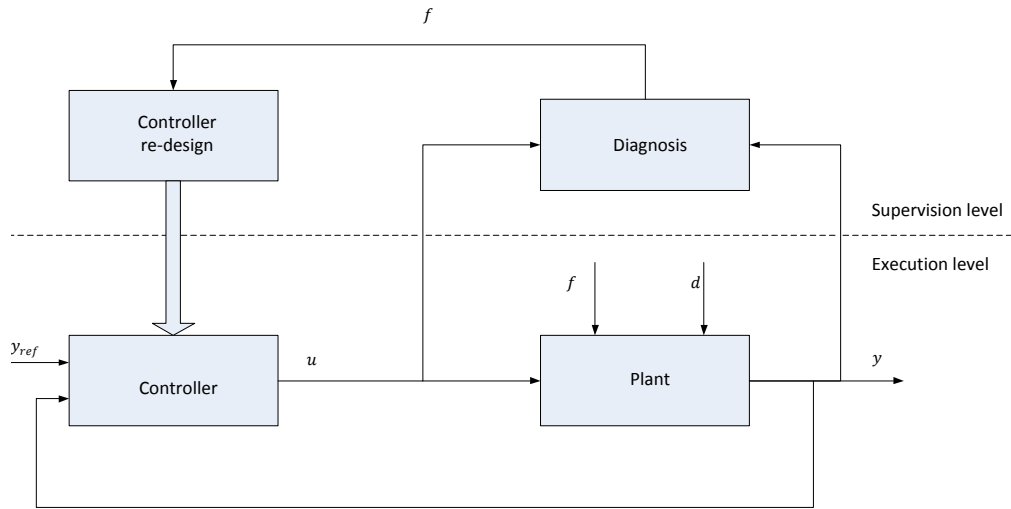 f
Controller
re-design
Diagnosis
Supervision level
Execution level
f
d
y_ref
u
Controller
Plant
y